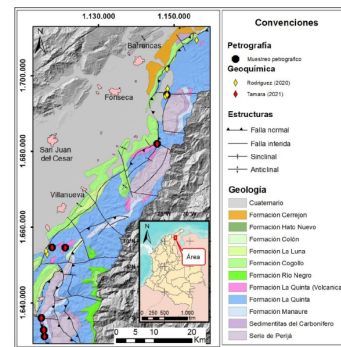 1.130.000
1.150.000
1.700.000
1.680.000
1.660.000
1.640.000
Barrancas
Fonseca
San Juan
del Cesar
Villanueva
Área
0 250 500 1.000
Km
0 5 10 20
Km
Convenciones
Petrografía
Muestreo petrografico
Geoquímica
Rodriguez (2020)
Tamara (2021)
Estructuras
Falla normal
Falla inferida
Sinclinal
Anticlinal
Geología
Cuaternario
Formación Cerrejon
Formación Hato Nuevo
Formación Colón
Formación La Luna
Formación Cogollo
Formación Río Negro
Formación La Quinta (Volcanica
Formación La Quinta
Formación Manaure
Sedimentitas del Carbonífero
Serie de Perijá